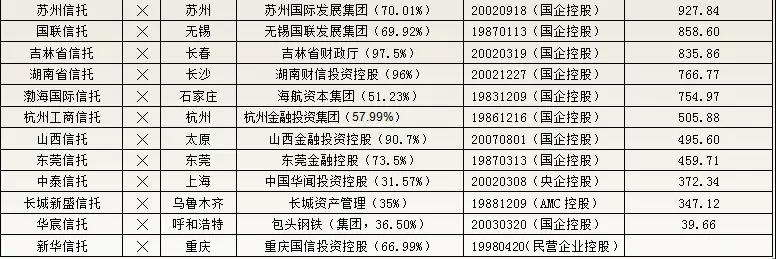 苏州信托 × 苏州 苏州国际发展集团（70.01%） 20020918（国企控股） 927.84
国联信托 × 无锡 无锡国联发展集团（69.92%） 19870113（国企控股） 858.60
吉林省信托 × 长春 吉林省财政厅（97.5%） 20020319（国企控股） 835.86
湖南省信托 × 长沙 湖南财信投资控股（96%） 20021227（国企控股） 766.77
渤海国际信托 × 石家庄 海航资本集团（51.23%） 19831209（国企控股） 754.97
杭州工商信托 × 杭州 杭州金融投资集团（57.99%） 19861216（国企控股） 505.88
山西信托 × 太原 山西金融投资控股（90.7%） 20070801（国企控股） 495.60
东莞信托 × 东莞 东莞金融控股（73.5%） 19870313（国企控股） 459.71
中泰信托 × 上海 中国华闻投资控股（31.57%） 20020308（央企控股） 372.34
长城新盛信托 × 乌鲁木齐 长城资产管理（35%） 19881209（AMC 控股） 347.12
华宸信托 × 呼和浩特 包头钢铁（集团，36.50%） 20030320（国企控股） 39.66
新华信托 × 重庆 重庆国信投资控股（66.99%） 19980420（民营企业控股）